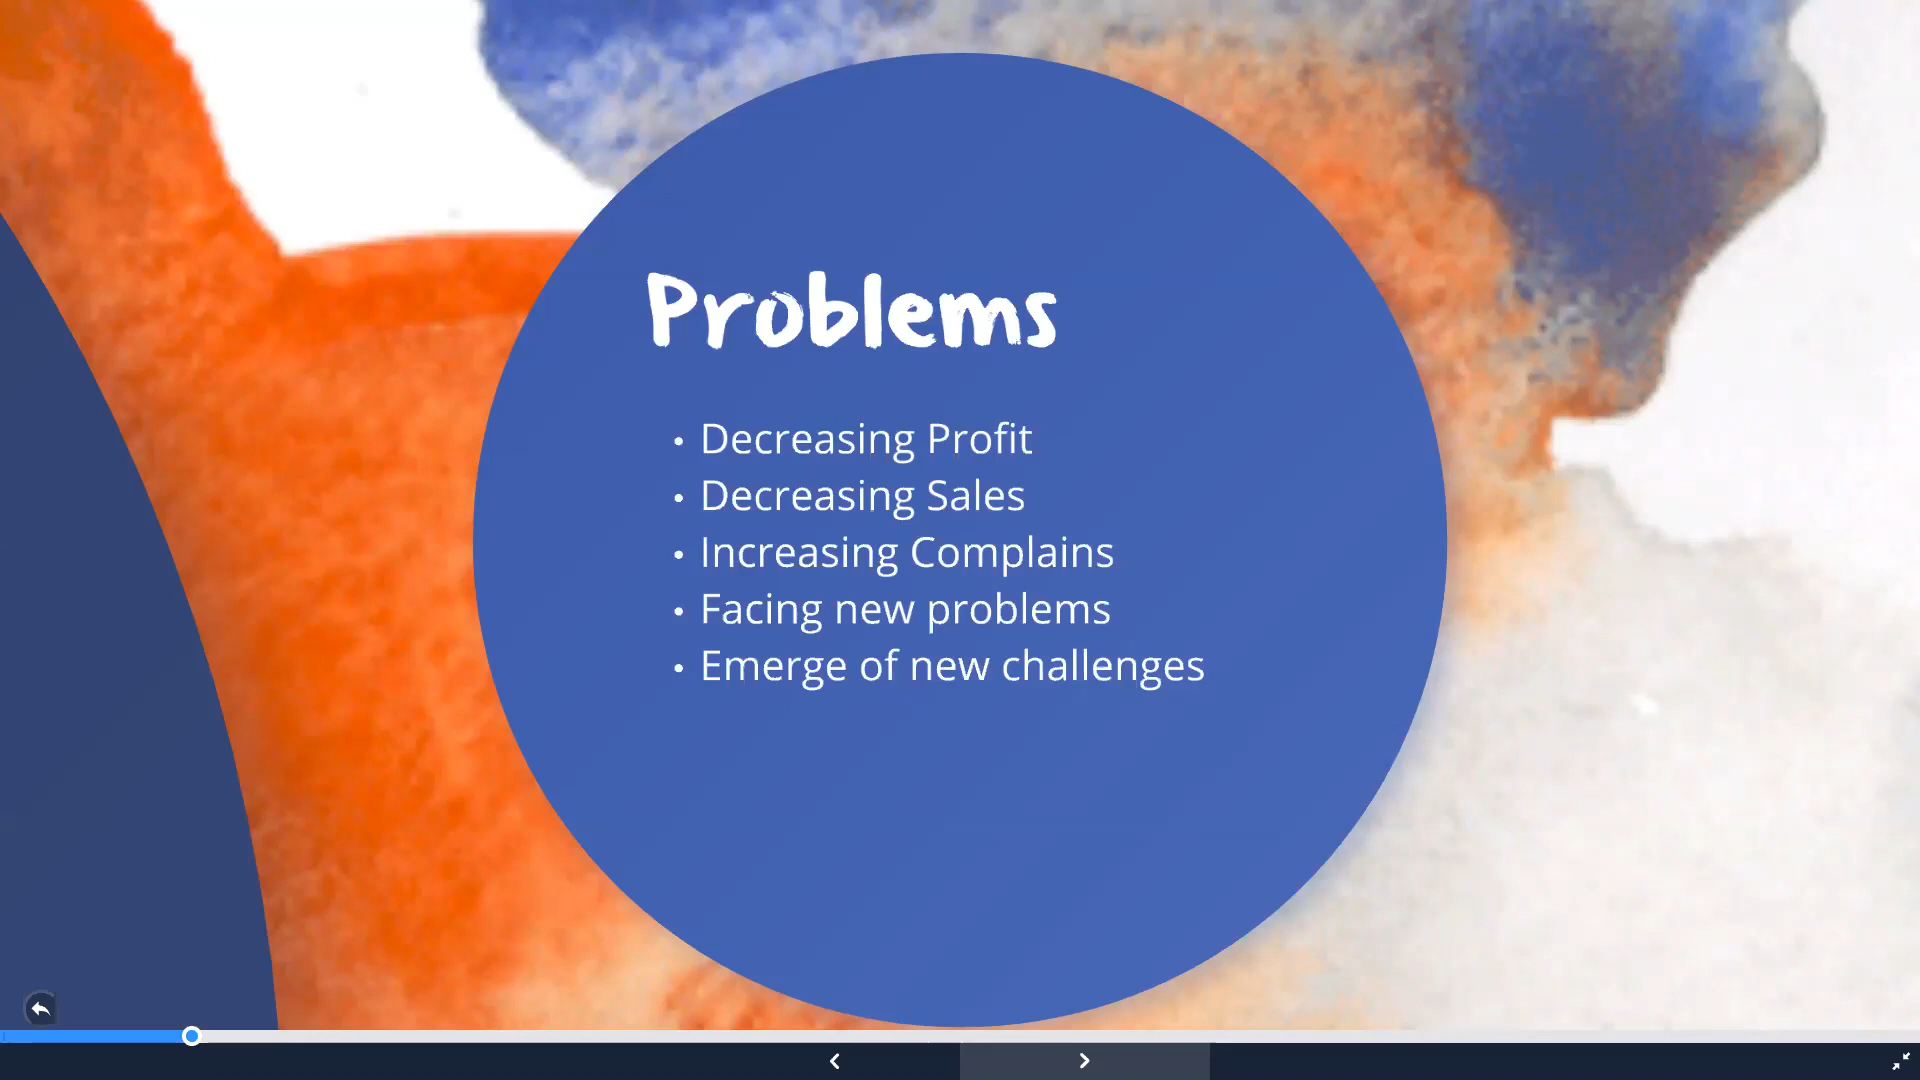 Problems
• Decreasing Profit
• Decreasing Sales
• Increasing Complains
• Facing new problems
• Emerge of new challenges